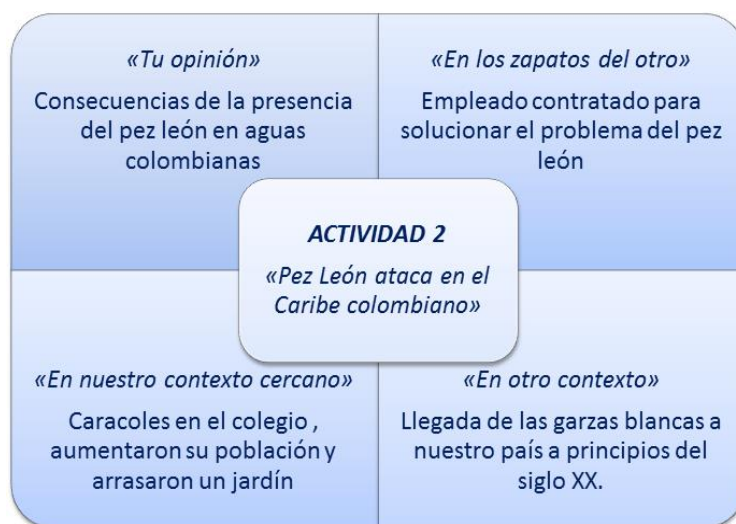 «Tu opinión»
Consecuencias de la presencia
del pez león en aguas
colombianas
«En los zapatos del otro»
Empleado contratado para
solucionar el problema del pez
león
ACTIVIDAD 2
«Pez León ataca en el
Caribe colombiano»
«En nuestro contexto cercano»
Caracoles en el colegio ,
aumentaron su población y
arrasaron un jardín
«En otro contexto»
Llegada de las garzas blancas a
nuestro país a principios del
siglo XX.